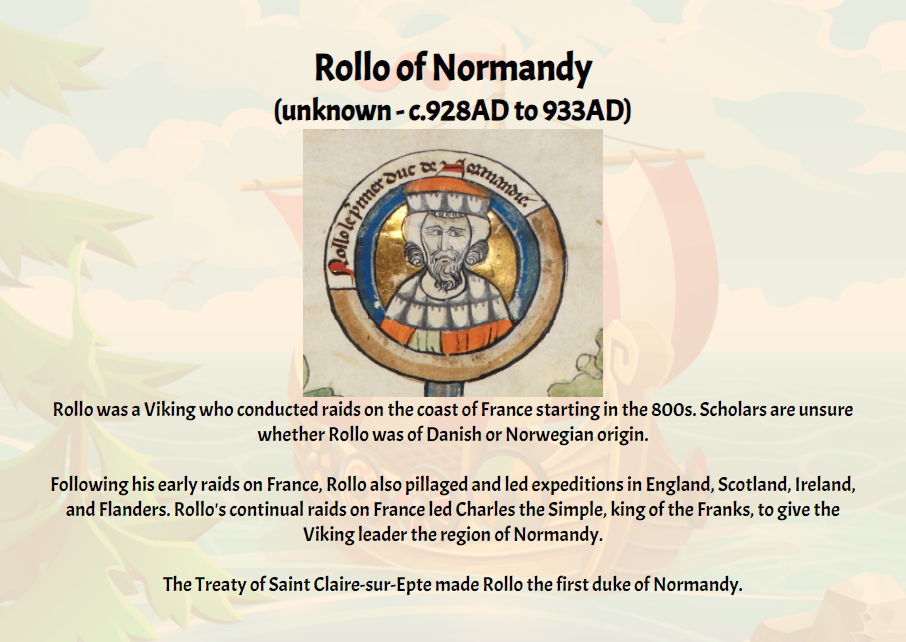 Rollo of Normandy
(unknown - c.928AD to 933AD)
Rollo le primer duc de Normandie.
Rollo was a Viking who conducted raids on the coast of France starting in the 800s. Scholars are unsure
whether Rollo was of Danish or Norwegian origin.
Following his early raids on France, Rollo also pillaged and led expeditions in England, Scotland, Ireland,
and Flanders. Rollo's continual raids on France led Charles the Simple, king of the Franks, to give the
Viking leader the region of Normandy.
The Treaty of Saint Claire-sur-Epte made Rollo the first duke of Normandy.